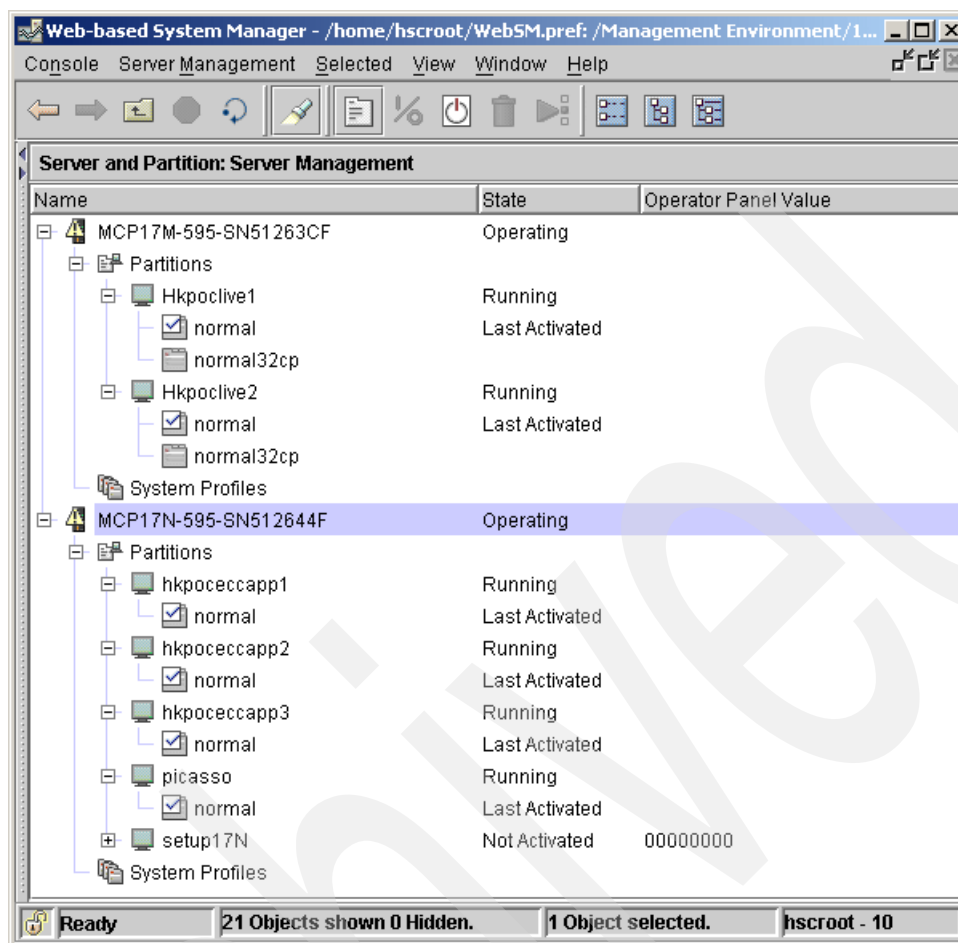 Web-based System Manager - /home/hscroot/WebSM.pref: /Management Environment/1...
Console Server Management Selected View Window Help
Server and Partition: Server Management
Name State Operator Panel Value
MCP17M-595-SN51263CF Operating
Partitions
Hkpoclive1 Running
normal Last Activated
normal32cp
Hkpoclive2 Running
normal Last Activated
normal32cp
System Profiles
MCP17N-595-SN512644F Operating
Partitions
hkpoceccapp1 Running
normal Last Activated
hkpoceccapp2 Running
normal Last Activated
hkpoceccapp3 Running
normal Last Activated
picasso Running
normal Last Activated
setup17N Not Activated 00000000
System Profiles
Ready 21 Objects shown 0 Hidden. 1 Object selected. hscroot - 10